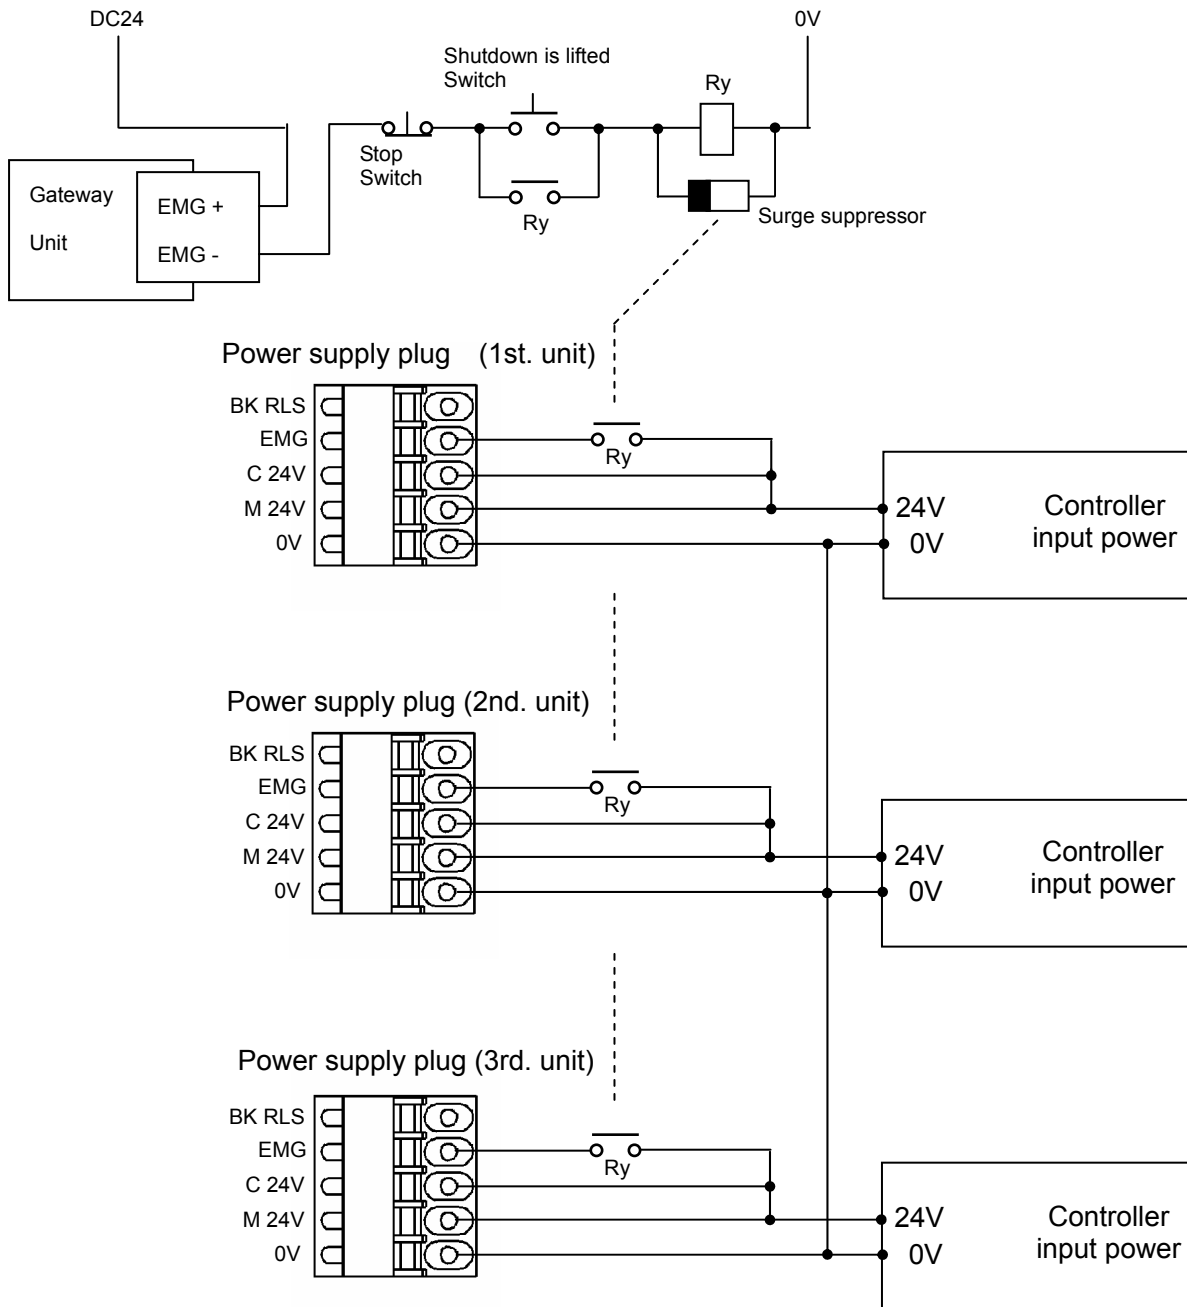 DC24
0V
Shutdown is lifted
Switch
Ry
Stop
Switch
Gateway
Unit
EMG +
EMG -
Ry
Surge suppressor
Power supply plug (1st. unit)
BK RLS
EMG
C 24V
M 24V
0V
Ry
24V
0V
Controller
input power
Power supply plug (2nd. unit)
BK RLS
EMG
C 24V
M 24V
0V
Ry
24V
0V
Controller
input power
Power supply plug (3rd. unit)
BK RLS
EMG
C 24V
M 24V
0V
Ry
24V
0V
Controller
input power